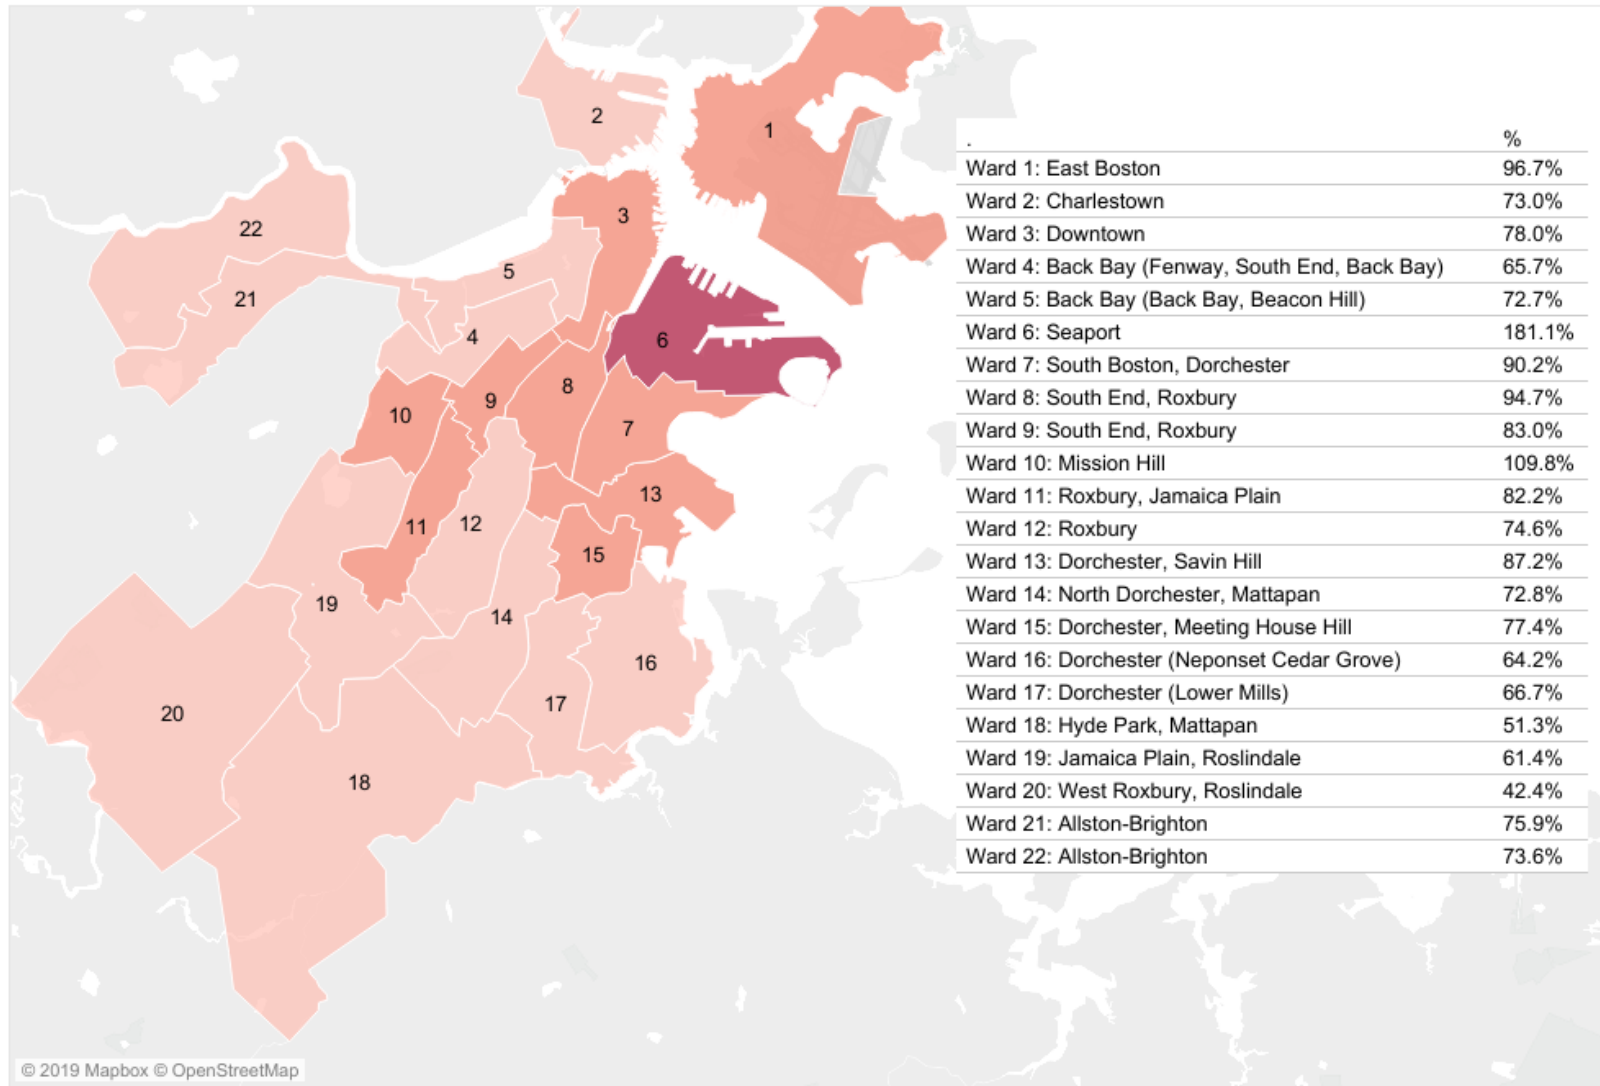 2
1
3
22
5
21
4
6
8
9
10
7
13
11
12
15
19
14
16
17
20
18
. %
Ward 1: East Boston 96.7%
Ward 2: Charlestown 73.0%
Ward 3: Downtown 78.0%
Ward 4: Back Bay (Fenway, South End, Back Bay) 65.7%
Ward 5: Back Bay (Back Bay, Beacon Hill) 72.7%
Ward 6: Seaport 181.1%
Ward 7: South Boston, Dorchester 90.2%
Ward 8: South End, Roxbury 94.7%
Ward 9: South End, Roxbury 83.0%
Ward 10: Mission Hill 109.8%
Ward 11: Roxbury, Jamaica Plain 82.2%
Ward 12: Roxbury 74.6%
Ward 13: Dorchester, Savin Hill 87.2%
Ward 14: North Dorchester, Mattapan 72.8%
Ward 15: Dorchester, Meeting House Hill 77.4%
Ward 16: Dorchester (Neponset Cedar Grove) 64.2%
Ward 17: Dorchester (Lower Mills) 66.7%
Ward 18: Hyde Park, Mattapan 51.3%
Ward 19: Jamaica Plain, Roslindale 61.4%
Ward 20: West Roxbury, Roslindale 42.4%
Ward 21: Allston-Brighton 75.9%
Ward 22: Allston-Brighton 73.6%
© 2019 Mapbox © OpenStreetMap